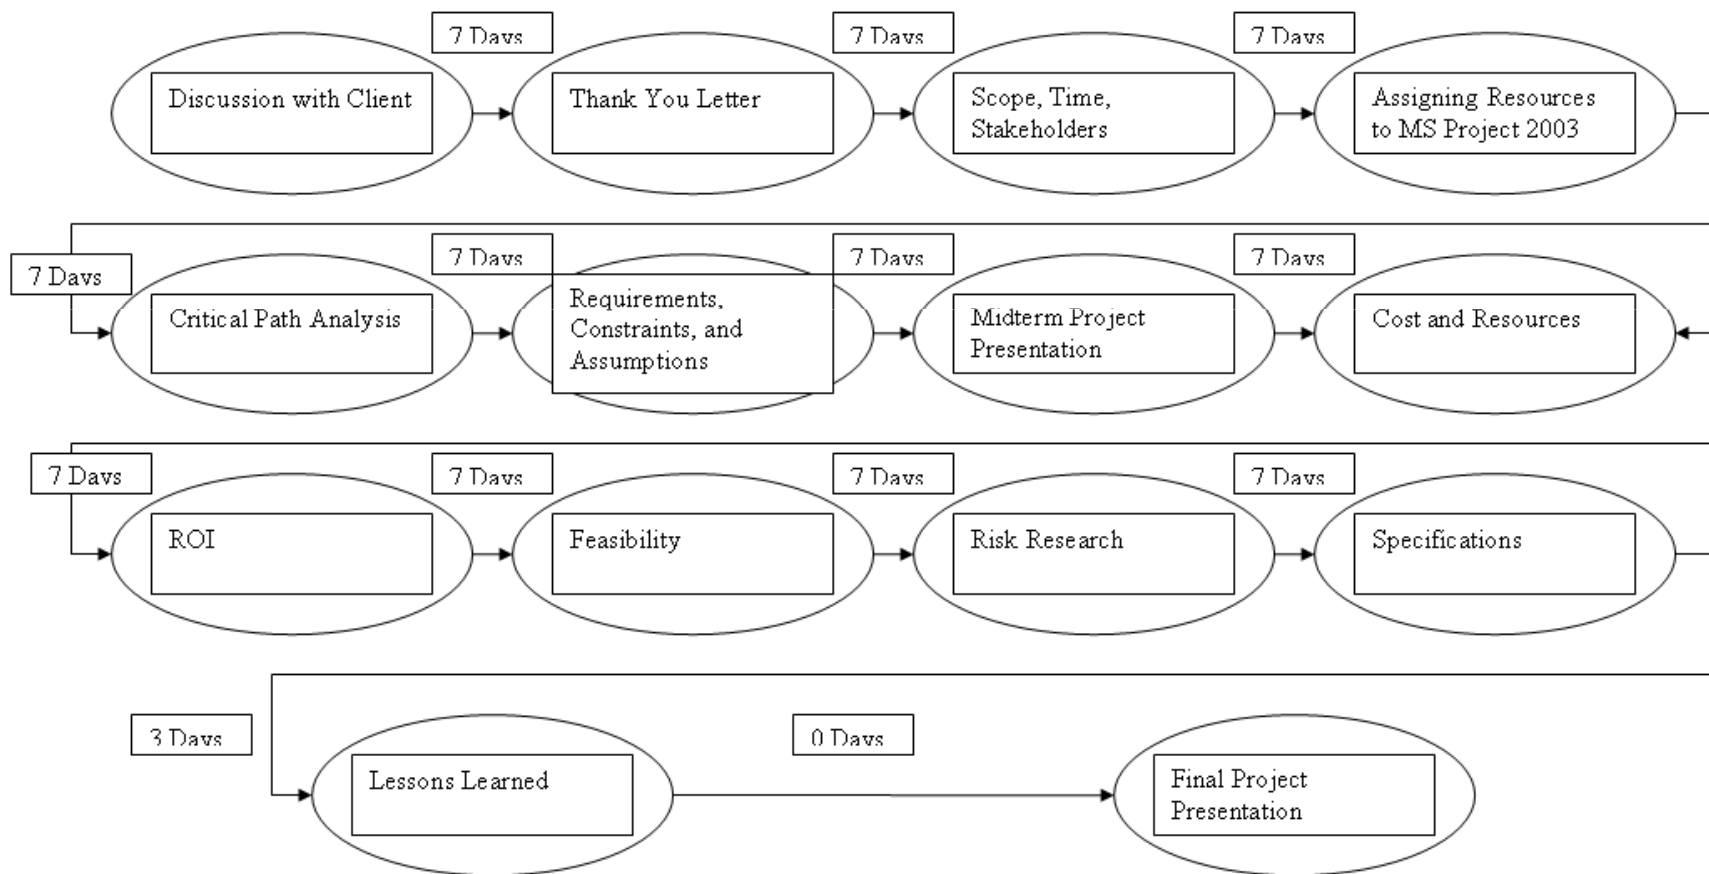 7 Days
7 Days
7 Days
Discussion with Client
Thank You Letter
Scope, Time,
Stakeholders
Assigning Resources
to MS Project 2003
7 Days
7 Days
7 Days
7 Days
Critical Path Analysis
Requirements,
Constraints, and
Assumptions
Midterm Project
Presentation
Cost and Resources
7 Days
7 Days
7 Days
7 Days
ROI
Feasibility
Risk Research
Specifications
3 Days
0 Days
Lessons Learned
Final Project
Presentation